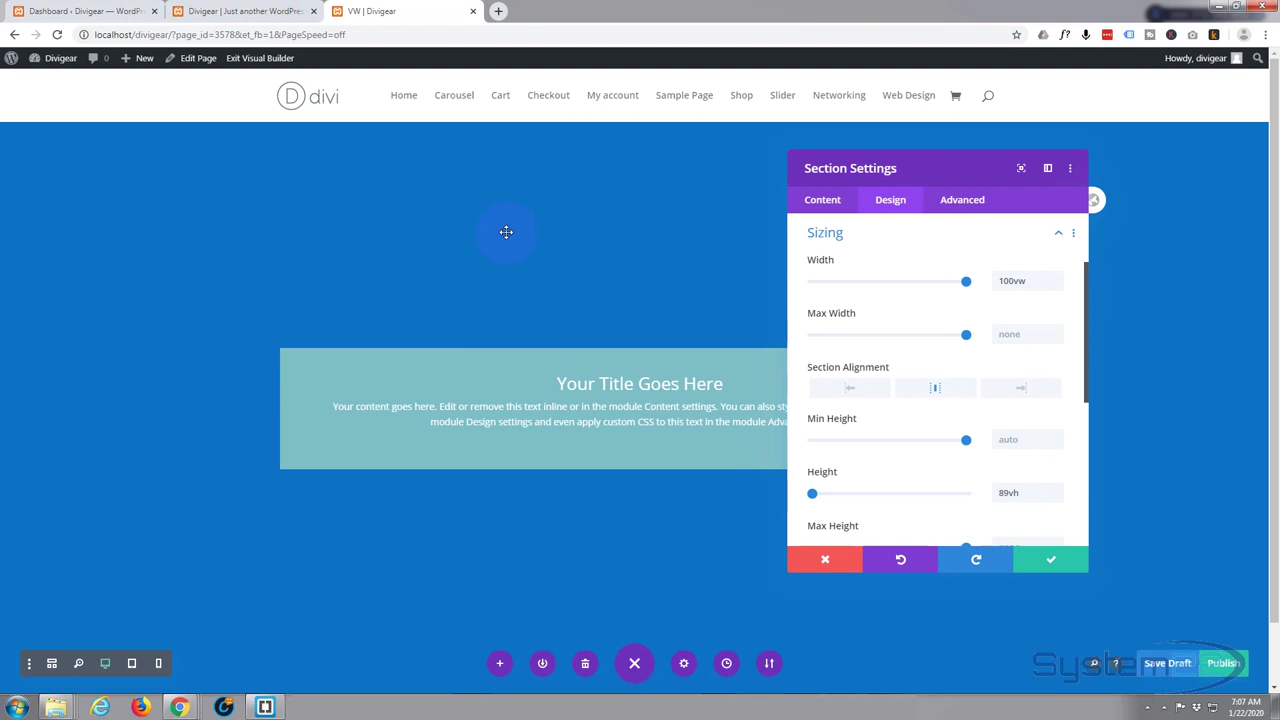 Dashboard ‹ Divigear — WordPr
Divigear | Just another WordPres
VW | Divigear
localhost/divigear/?page_id=3578&et_fb=1&PageSpeed=off
Divigear
0
New
Edit Page
Exit Visual Builder
Howdy, divigear
divi
Home
Carousel
Cart
Checkout
My account
Sample Page
Shop
Slider
Networking
Web Design
Section Settings
Content
Design
Advanced
Sizing
Width
100vw
Max Width
none
Section Alignment
Min Height
auto
Height
89vh
Max Height
Your Title Goes Here
Your content goes here. Edit or remove this text inline or in the module Content settings. You can also sty
module Design settings and even apply custom CSS to this text in the module Adva
System
Save Draft
Publish
7:07 AM
1/22/2020